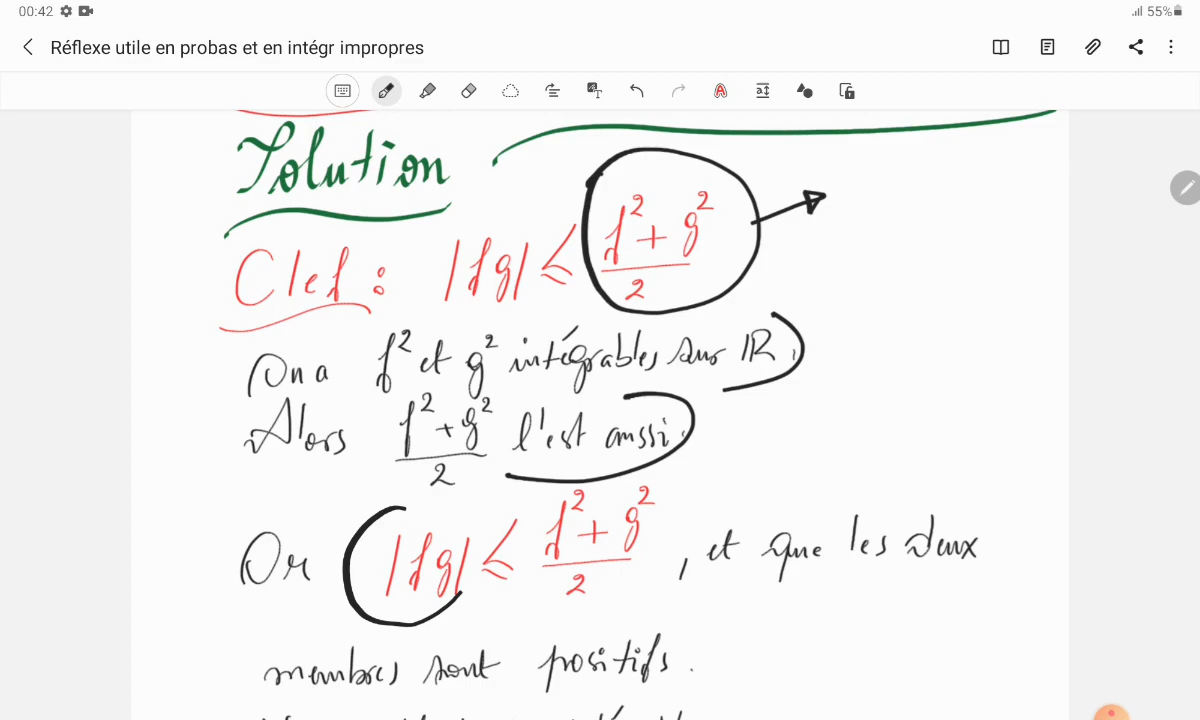 00:42 55%
Réflexe utile en probas et en intégr impropres
Solution
Clef : |fg| ≤ (f² + g²)/2
On a f² et g² intégrables sur IR.
Alors (f² + g²)/2 l'est aussi.
Or |fg| ≤ (f² + g²)/2 , et que les deux
membres sont positifs.